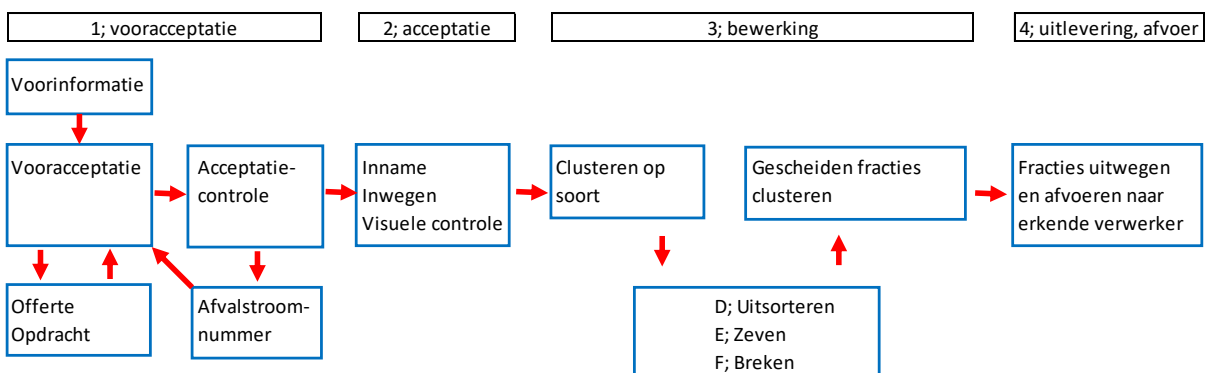 1; vooracceptatie
2; acceptatie
3; bewerking
4; uitlevering, afvoer
Voorinformatie
Vooracceptatie
Acceptatie-
controle
Inname
Inwegen
Visuele controle
Clusteren op
soort
Gescheiden fracties
clusteren
Fracties uitwegen
en afvoeren naar
erkende verwerker
Offerte
Opdracht
Afvalstroom-
nummer
D; Uitsorteren
E; Zeven
F; Breken